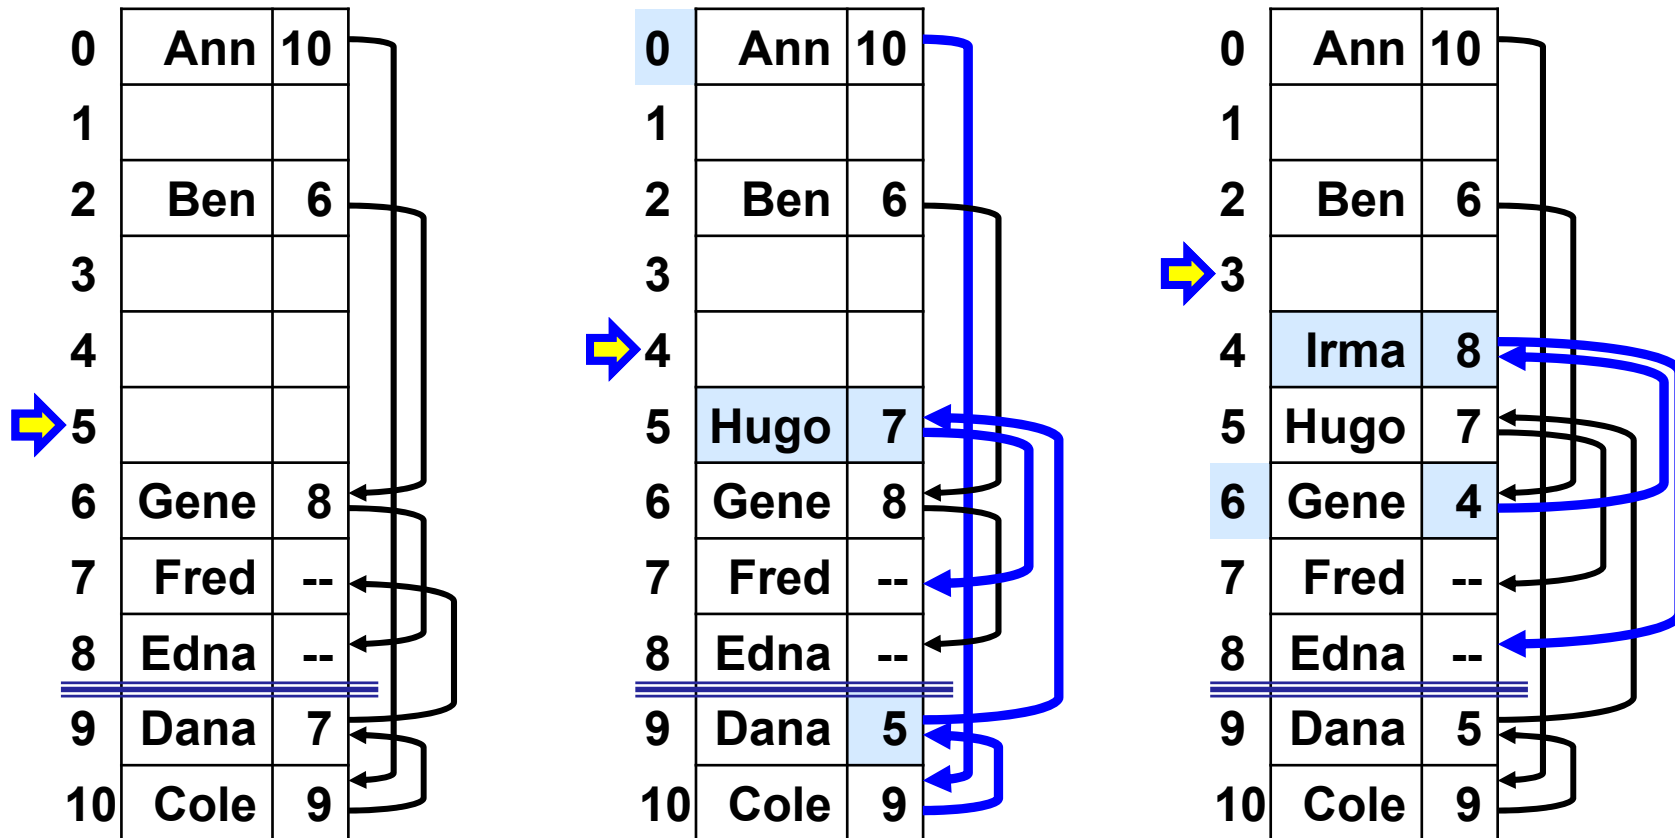 0 Ann 10
1
2 Ben 6
3
4
5
6 Gene 8
7 Fred --
8 Edna --
9 Dana 7
10 Cole 9
0 Ann 10
1
2 Ben 6
3
4
5 Hugo 7
6 Gene 8
7 Fred --
8 Edna --
9 Dana 5
10 Cole 9
0 Ann 10
1
2 Ben 6
3
4 Irma 8
5 Hugo 7
6 Gene 4
7 Fred --
8 Edna --
9 Dana 5
10 Cole 9